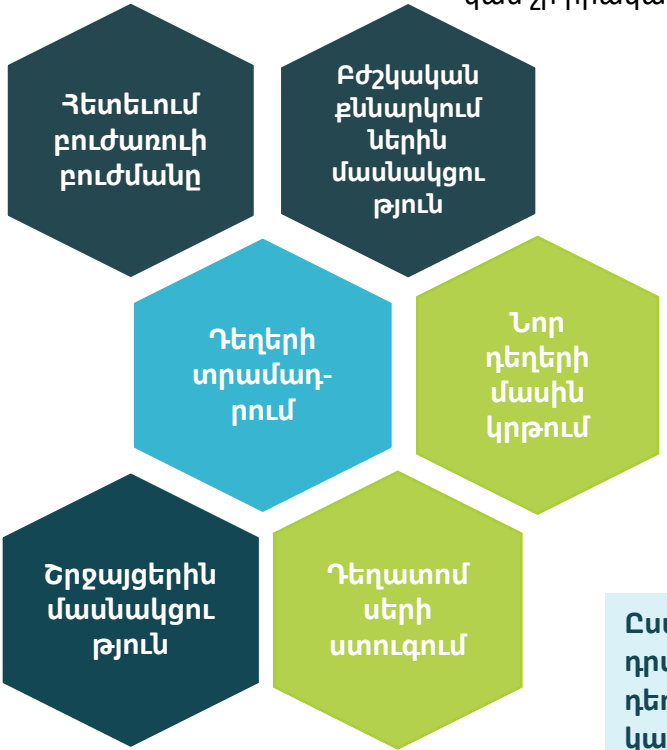 Հետեւում
բուժառուի
բուժմանը
Բժշկական
քննարկում
ներին
մասնակցու
թյուն
Դեղերի
տրամադ-
րում
Նոր
դեղերի
մասին
կրթում
Շրջայցերին
մասնակցու
թյուն
Դեղատոմ
սերի
ստուգում